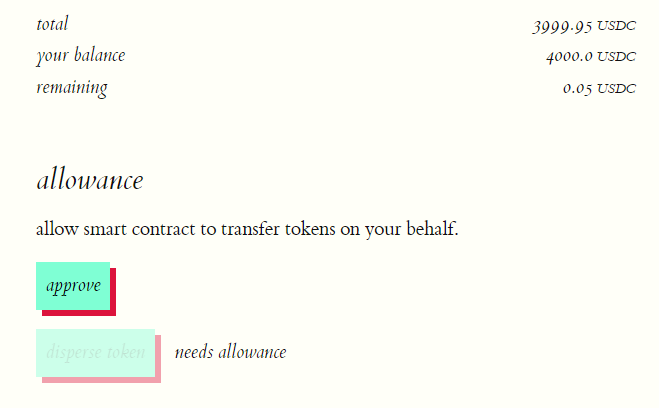 total 3999.95 USDC
your balance 4000.0 USDC
remaining 0.05 USDC
allowance
allow smart contract to transfer tokens on your behalf.
approve
disperse token needs allowance